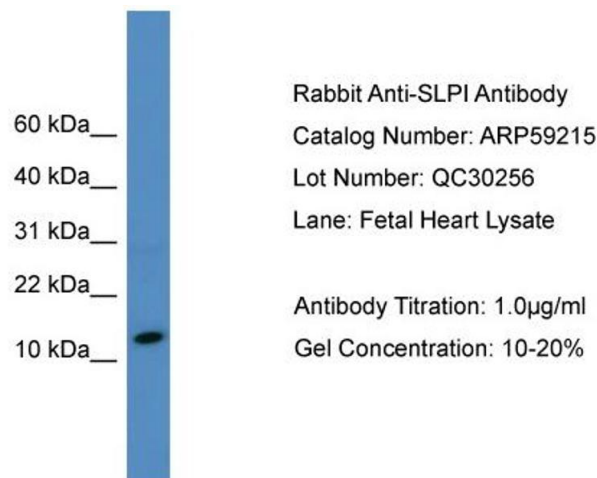 60 kDa__
40 kDa__
31 kDa__
22 kDa__
10 kDa__
Rabbit Anti-SLPI Antibody
Catalog Number: ARP59215
Lot Number: QC30256
Lane: Fetal Heart Lysate
Antibody Titration: 1.0µg/ml
Gel Concentration: 10-20%